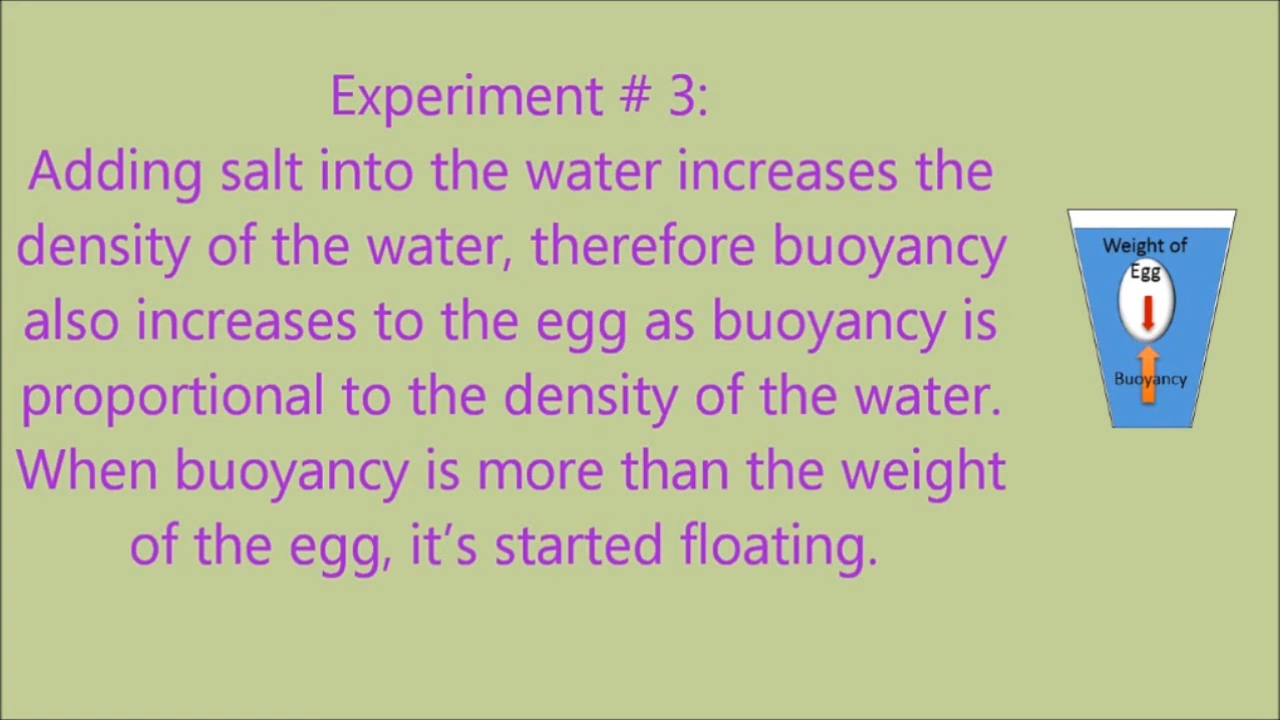 Experiment # 3:
Adding salt into the water increases the
density of the water, therefore buoyancy
also increases to the egg as buoyancy is
proportional to the density of the water.
When buoyancy is more than the weight
of the egg, it’s started floating.
Weight of
Egg
Buoyancy